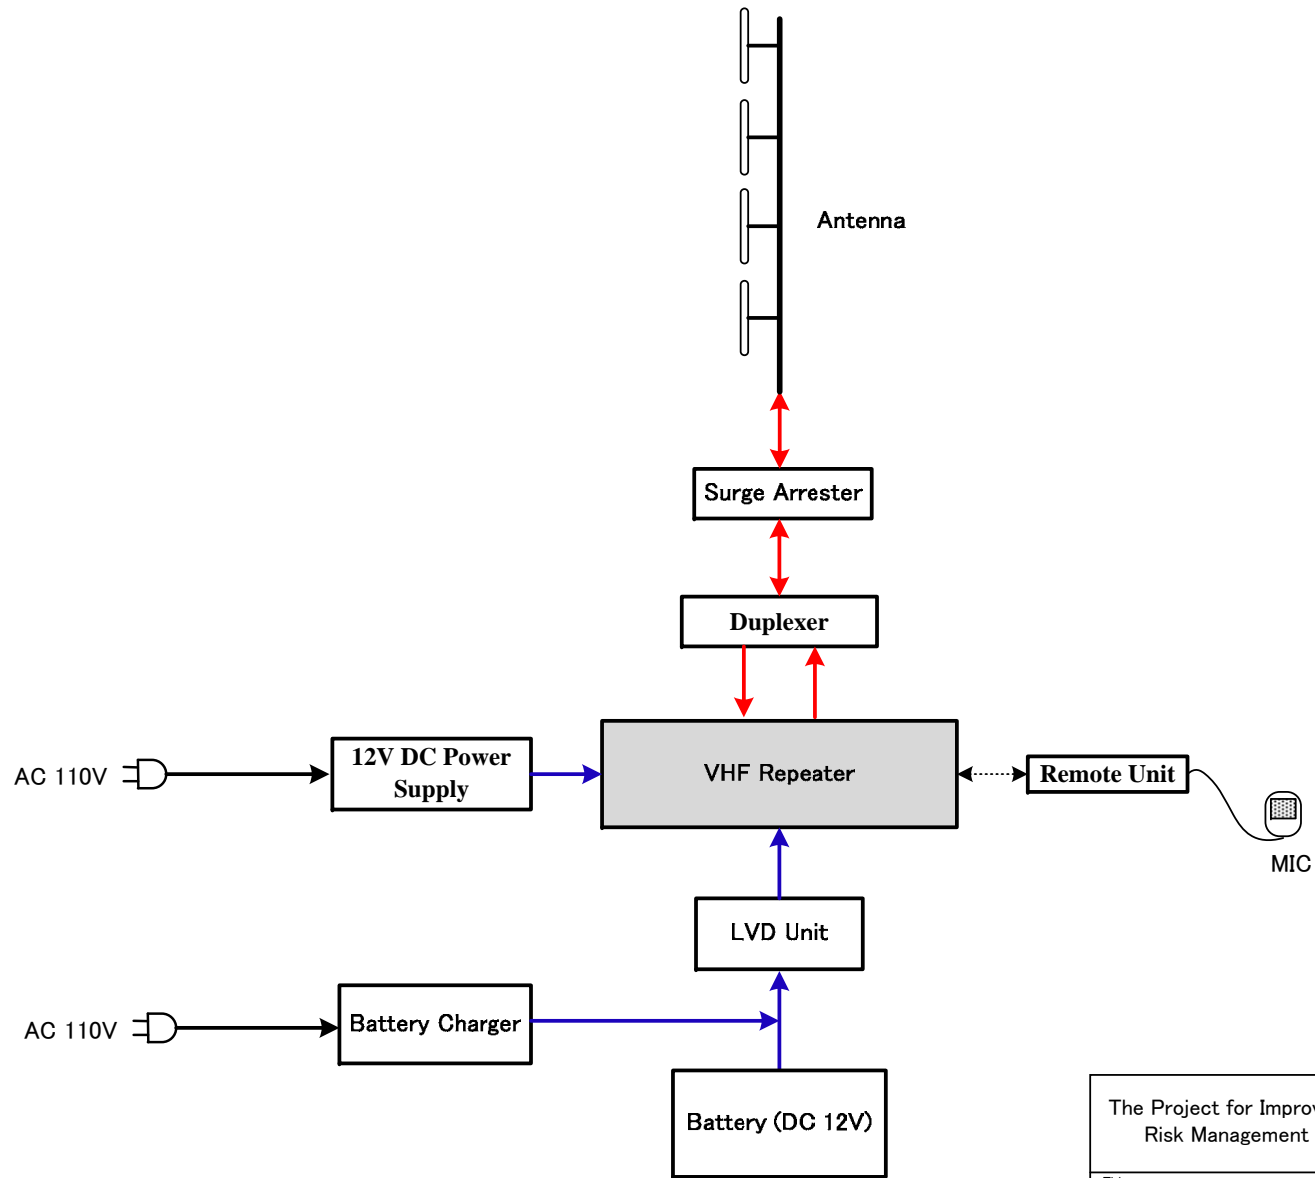 Antenna
Surge Arrester
Duplexer
AC 110V
12V DC Power
Supply
VHF Repeater
Remote Unit
MIC
LVD Unit
AC 110V
Battery Charger
Battery (DC 12V)
The Project for Improv
Risk Management